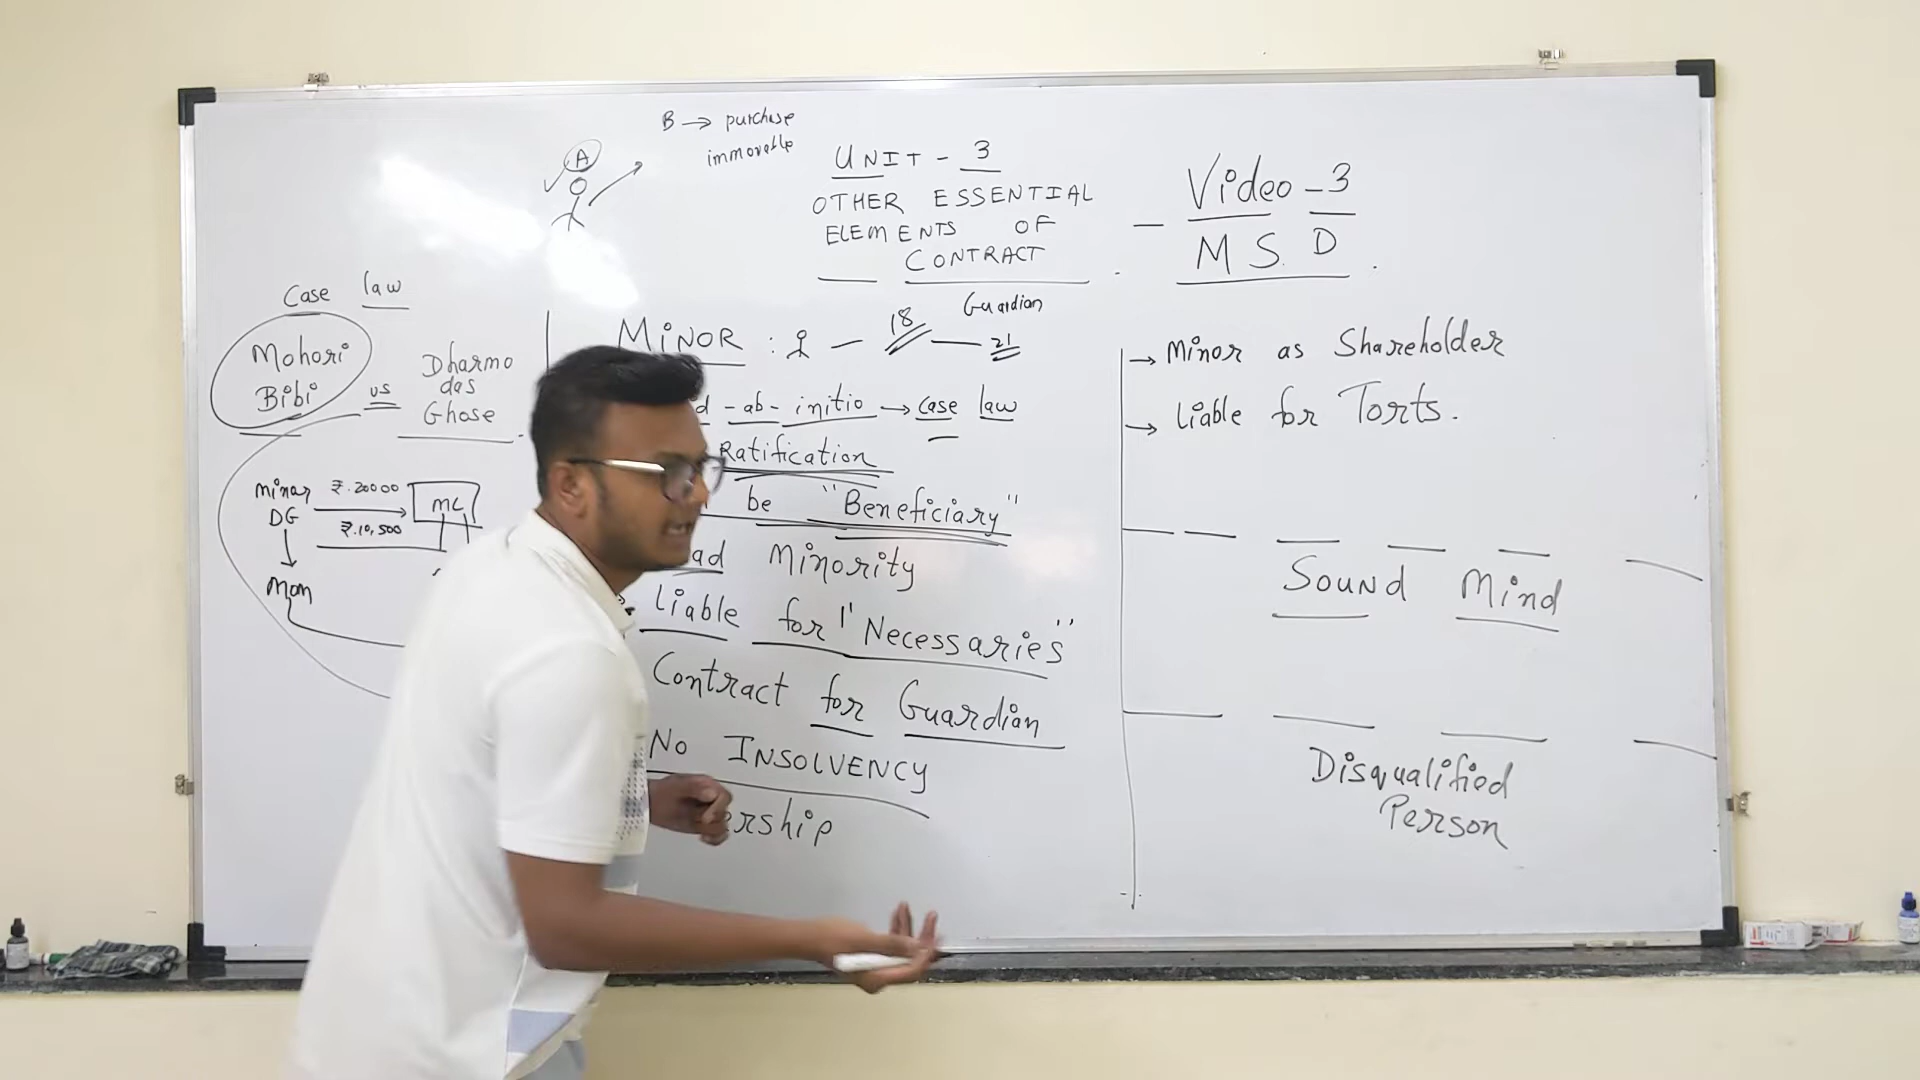 B → purchase
immovable
A
UNIT - 3
OTHER ESSENTIAL
ELEMENTS OF
CONTRACT
— Video - 3
M S. D
Case law
Mohori
Bibi
vs
Dharmo
das
Ghose
minar
DG
₹.20000
₹.10,500
ML
Mom
MINOR : 18 — 21
Guardian
-ab-initio → case law
Ratification
be "Beneficiary"
ad Minority
Liable for "Necessaries"
Contract for Guardian
No INSOLVENCY
ership
→ Minor as Shareholder
→ Liable for Torts.
SOUND Mind
Disqualified
Person